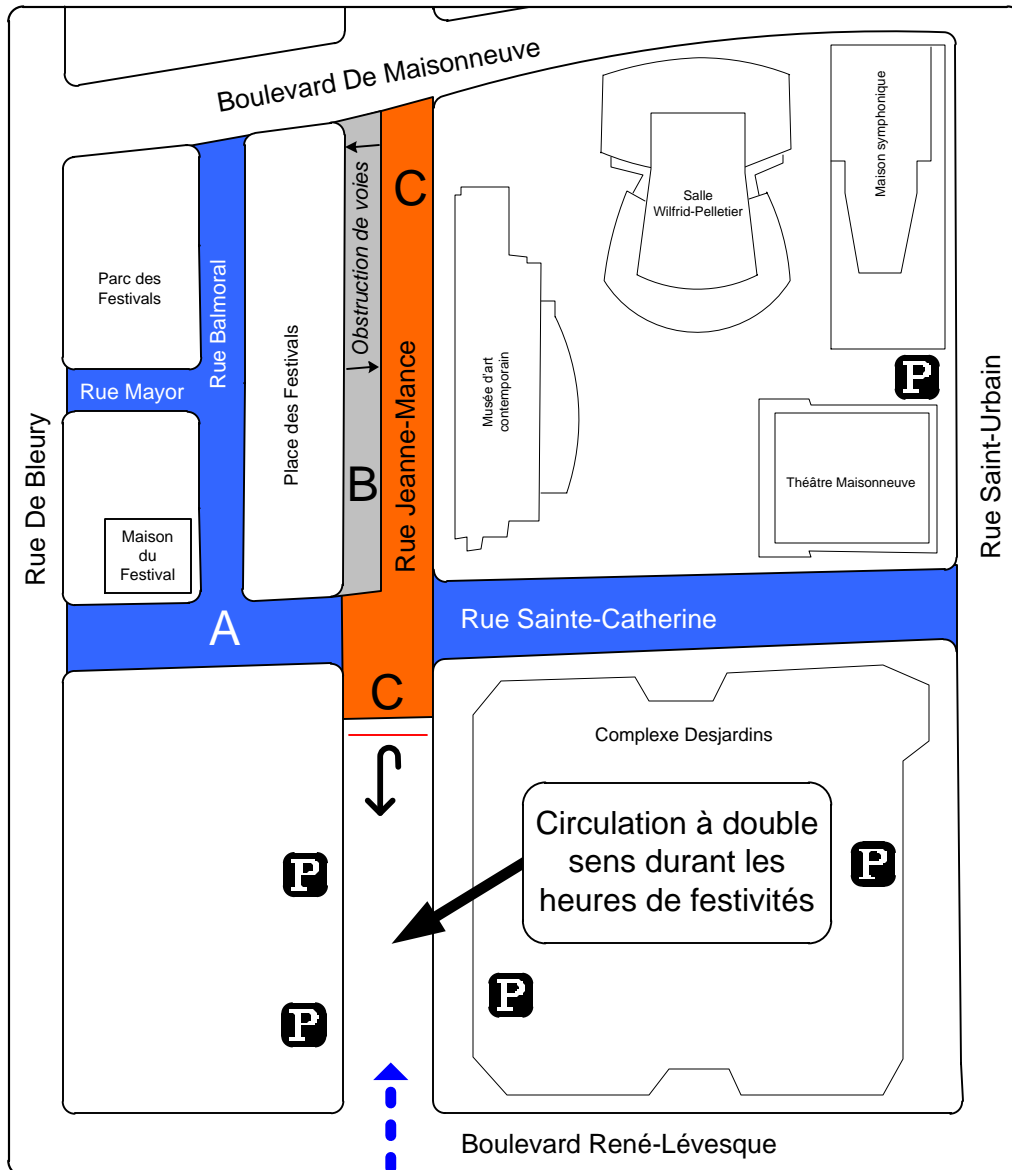 Boulevard De Maisonneuve
C
Obstruction de voies
Salle
Wilfrid-Pelletier
Maison symphonique
Parc des
Festivals
Rue Balmoral
Place des Festivals
Rue Jeanne-Mance
Musée d'art
contemporain
P
Rue Mayor
B
Rue De Bleury
Rue Saint-Urbain
Théâtre Maisonneuve
Maison
du
Festival
A
Rue Sainte-Catherine
C
Complexe Desjardins
Circulation à double
sens durant les
heures de festivités
P
P
P
P
Boulevard René-Lévesque